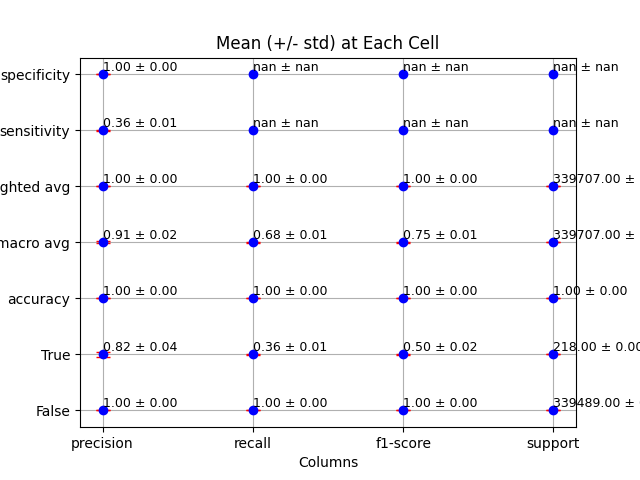 Mean (+/- std) at Each Cell
specificity 1.00 ± 0.00 nan ± nan nan ± nan nan ± nan
sensitivity 0.36 ± 0.01 nan ± nan nan ± nan nan ± nan
ghted avg 1.00 ± 0.00 1.00 ± 0.00 1.00 ± 0.00 339707.00 ±
macro avg 0.91 ± 0.02 0.68 ± 0.01 0.75 ± 0.01 339707.00 ±
accuracy 1.00 ± 0.00 1.00 ± 0.00 1.00 ± 0.00 1.00 ± 0.00
True 0.82 ± 0.04 0.36 ± 0.01 0.50 ± 0.02 218.00 ± 0.00
False 1.00 ± 0.00 1.00 ± 0.00 1.00 ± 0.00 339489.00 ±
precision recall f1-score support
Columns